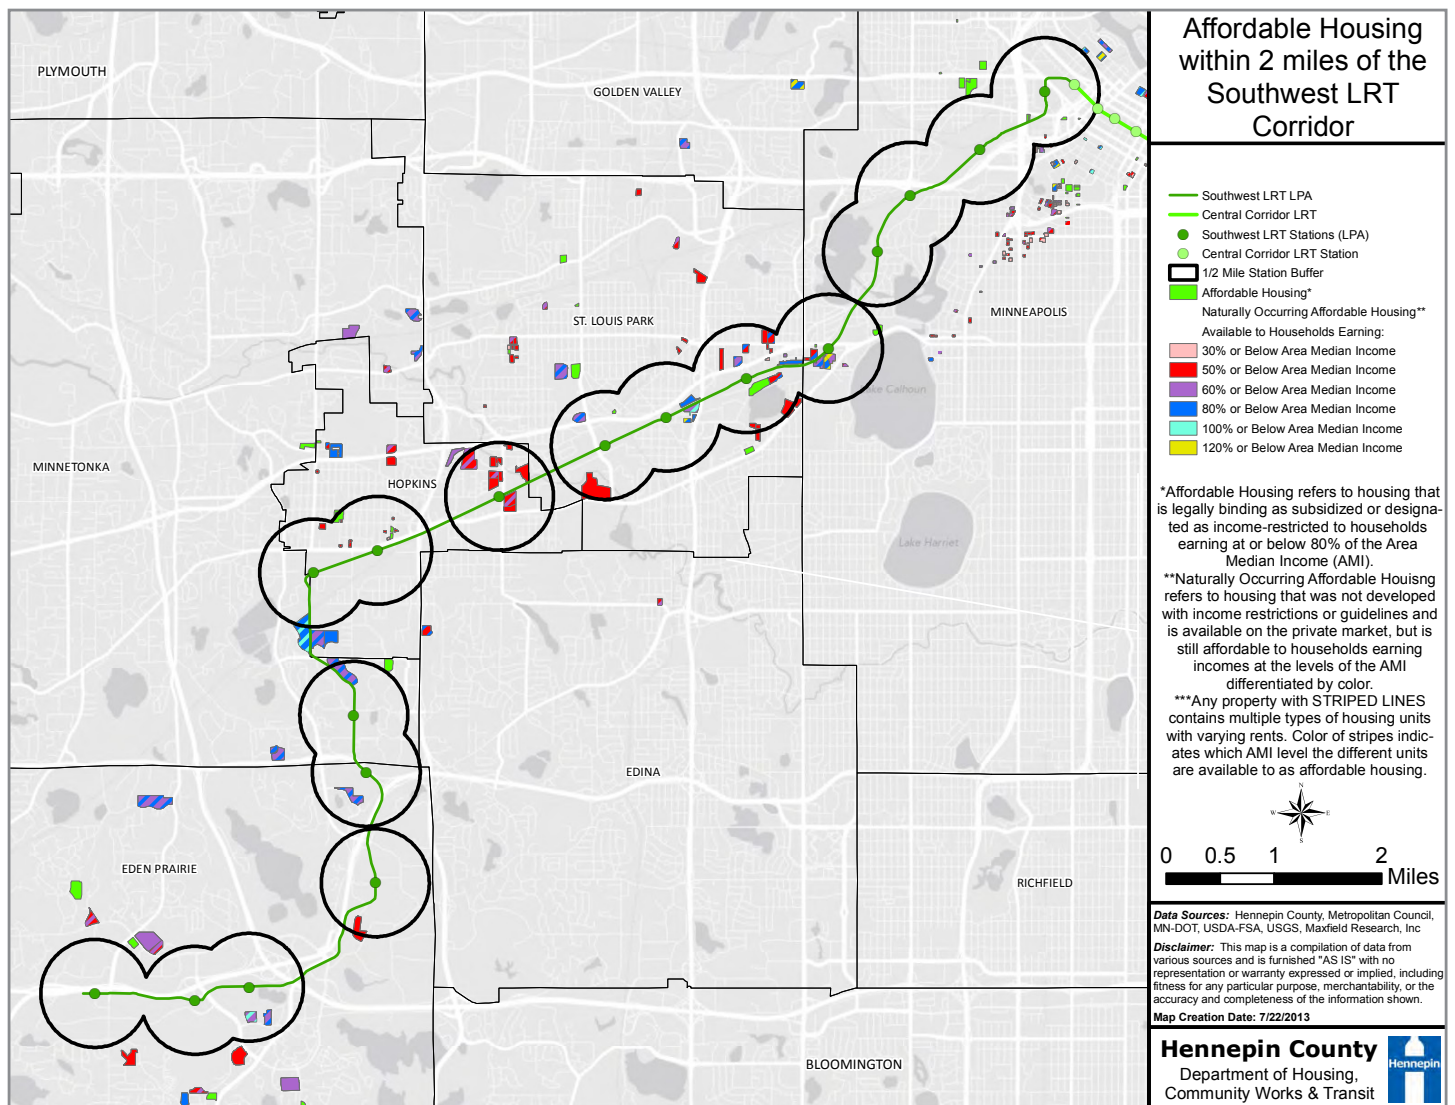 Affordable Housing
within 2 miles of the
Southwest LRT
Corridor
Southwest LRT LPA
Central Corridor LRT
Southwest LRT Stations (LPA)
Central Corridor LRT Station
1/2 Mile Station Buffer
Affordable Housing*
Naturally Occurring Affordable Housing**
Available to Households Earning:
30% or Below Area Median Income
50% or Below Area Median Income
60% or Below Area Median Income
80% or Below Area Median Income
100% or Below Area Median Income
120% or Below Area Median Income
*Affordable Housing refers to housing that
is legally binding as subsidized or designa-
ted as income-restricted to households
earning at or below 80% of the Area
Median Income (AMI).
**Naturally Occurring Affordable Houisng
refers to housing that was not developed
with income restrictions or guidelines and
is available on the private market, but is
still affordable to households earning
incomes at the levels of the AMI
differentiated by color.
***Any property with STRIPED LINES
contains multiple types of housing units
with varying rents. Color of stripes indic-
ates which AMI level the different units
are available to as affordable housing.
N
W E
S
0 0.5 1 2
Miles
Data Sources: Hennepin County, Metropolitan Council,
MN-DOT, USDA-FSA, USGS, Maxfield Research, Inc
Disclaimer: This map is a compilation of data from
various sources and is furnished "AS IS" with no
representation or warranty expressed or implied, including
fitness for any particular purpose, merchantability, or the
accuracy and completeness of the information shown.
Map Creation Date: 7/22/2013
Hennepin County
Department of Housing,
Community Works & Transit
Hennepin
PLYMOUTH
GOLDEN VALLEY
MINNEAPOLIS
ST. LOUIS PARK
Lake Calhoun
MINNETONKA
HOPKINS
Lake Harriet
EDINA
EDEN PRAIRIE
RICHFIELD
BLOOMINGTON